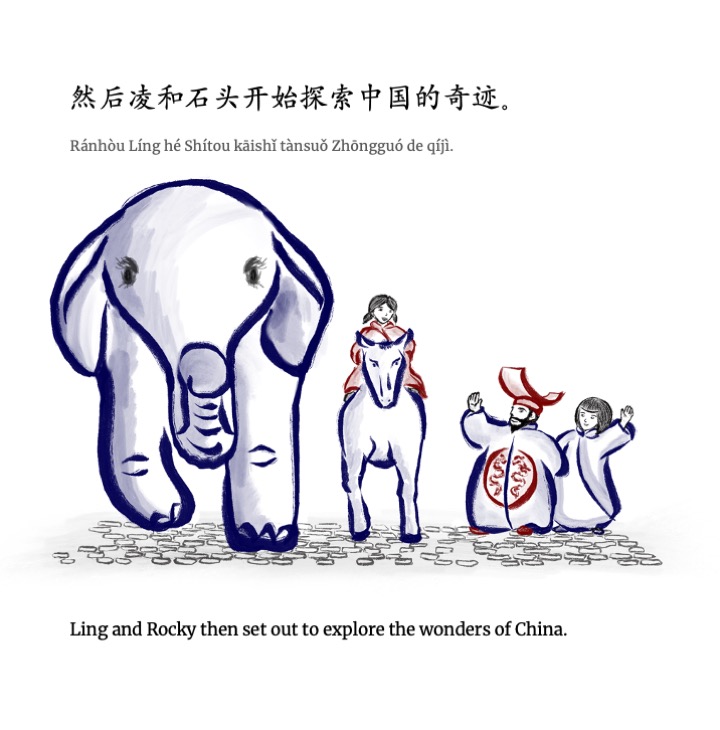 然后凌和石头开始探索中国的奇迹。
Ránhòu Líng hé Shítou kāishǐ tànsuǒ Zhōngguó de qíjì.
Ling and Rocky then set out to explore the wonders of China.